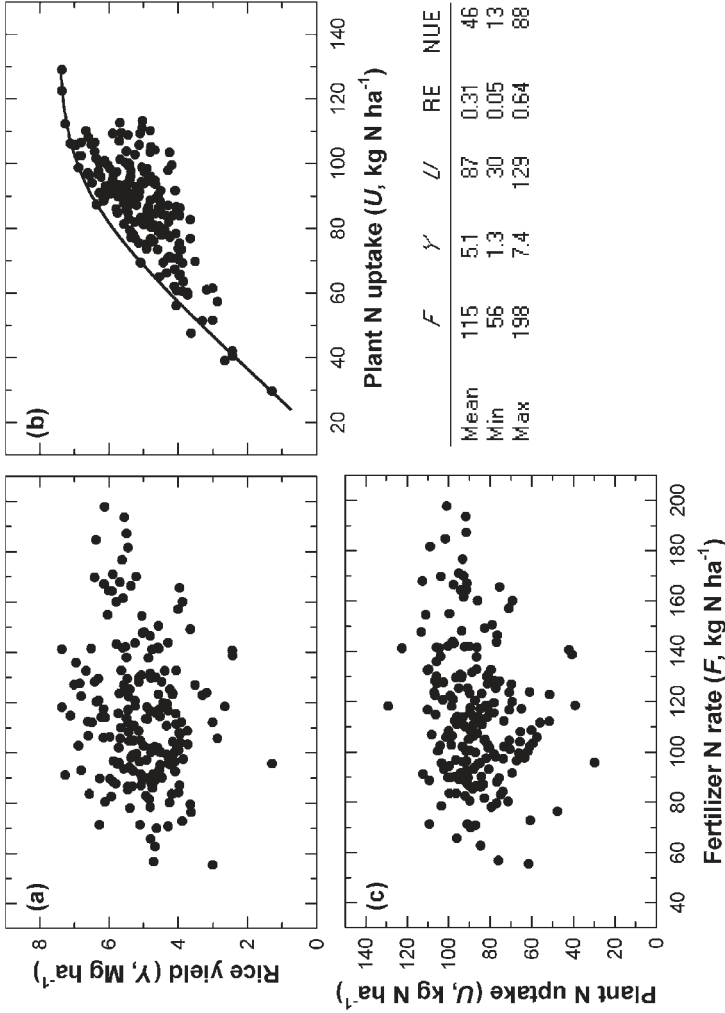 (a)
8 6 4 2 0
Rice yield (Y, Mg ha⁻¹)
(b)
20 40 60 80 100 120 140
Plant N uptake (U, kg N ha⁻¹)
(c)
140 120 100 80 60 40 20 0
Plant N uptake (U, kg N ha⁻¹)
40 60 80 100 120 140 160 180 200
Fertilizer N rate (F, kg N ha⁻¹)
F Y U RE NUE
Mean 115 5.1 87 0.31 46
Min 56 1.3 30 0.05 13
Max 198 7.4 129 0.64 88